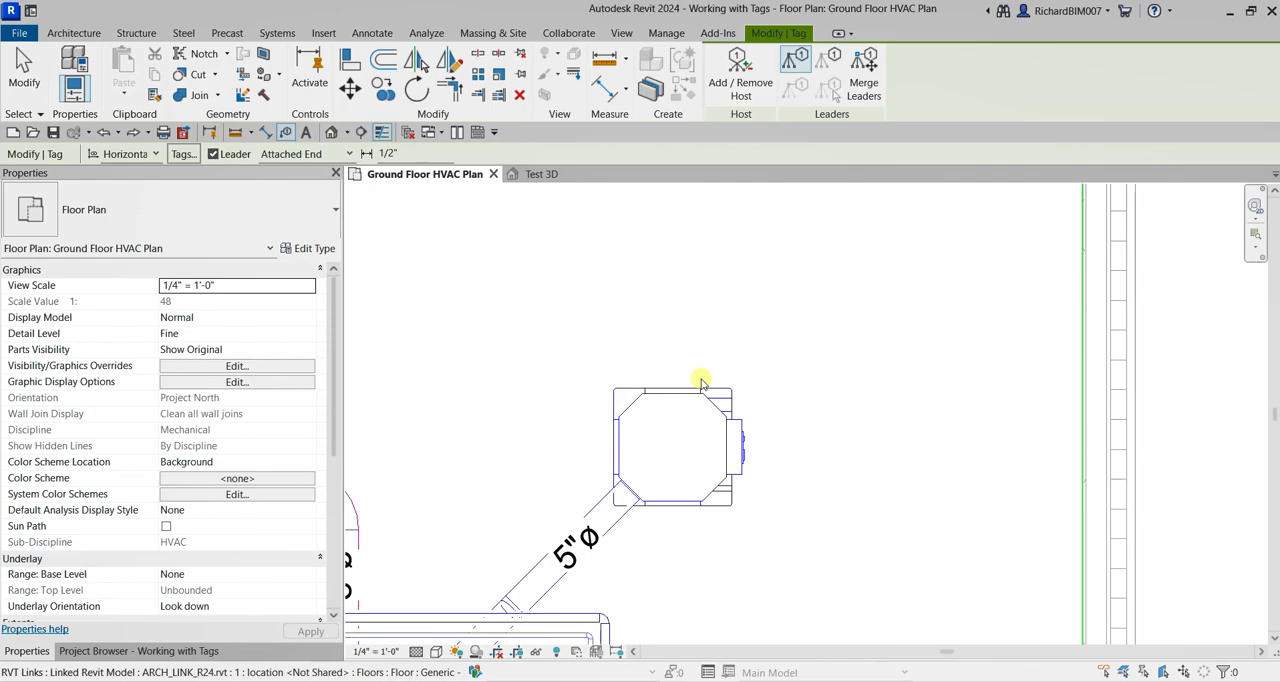 Autodesk Revit 2024 - Working with Tags - Floor Plan: Ground Floor HVAC Plan
RichardBIM007
File Architecture Structure Steel Precast Systems Insert Annotate Analyze Massing & Site Collaborate View Manage Add-Ins Modify | Tag
Modify Paste Notch Cut Join Activate Add / Remove Host Merge Leaders
Select Properties Clipboard Geometry Controls Modify View Measure Create Host Leaders
Modify | Tag Horizonta Tags... Leader Attached End 1/2"
Properties
Ground Floor HVAC Plan Test 3D
Floor Plan
Floor Plan: Ground Floor HVAC Plan Edit Type
Graphics
View Scale 1/4" = 1'-0"
Scale Value 1: 48
Display Model Normal
Detail Level Fine
Parts Visibility Show Original
Visibility/Graphics Overrides Edit...
Graphic Display Options Edit...
Orientation Project North
Wall Join Display Clean all wall joins
Discipline Mechanical
Show Hidden Lines By Discipline
Color Scheme Location Background
Color Scheme <none>
System Color Schemes Edit...
Default Analysis Display Style None
Sun Path
Sub-Discipline HVAC
Underlay
Range: Base Level None
Range: Top Level Unbounded
Underlay Orientation Look down
5"ø
Properties help Apply
Properties Project Browser - Working with Tags 1/4" = 1'-0"
RVT Links : Linked Revit Model : ARCH_LINK_R24.rvt : 1 : location <Not Shared> : Floors : Floor : Generic - :0 Main Model :0